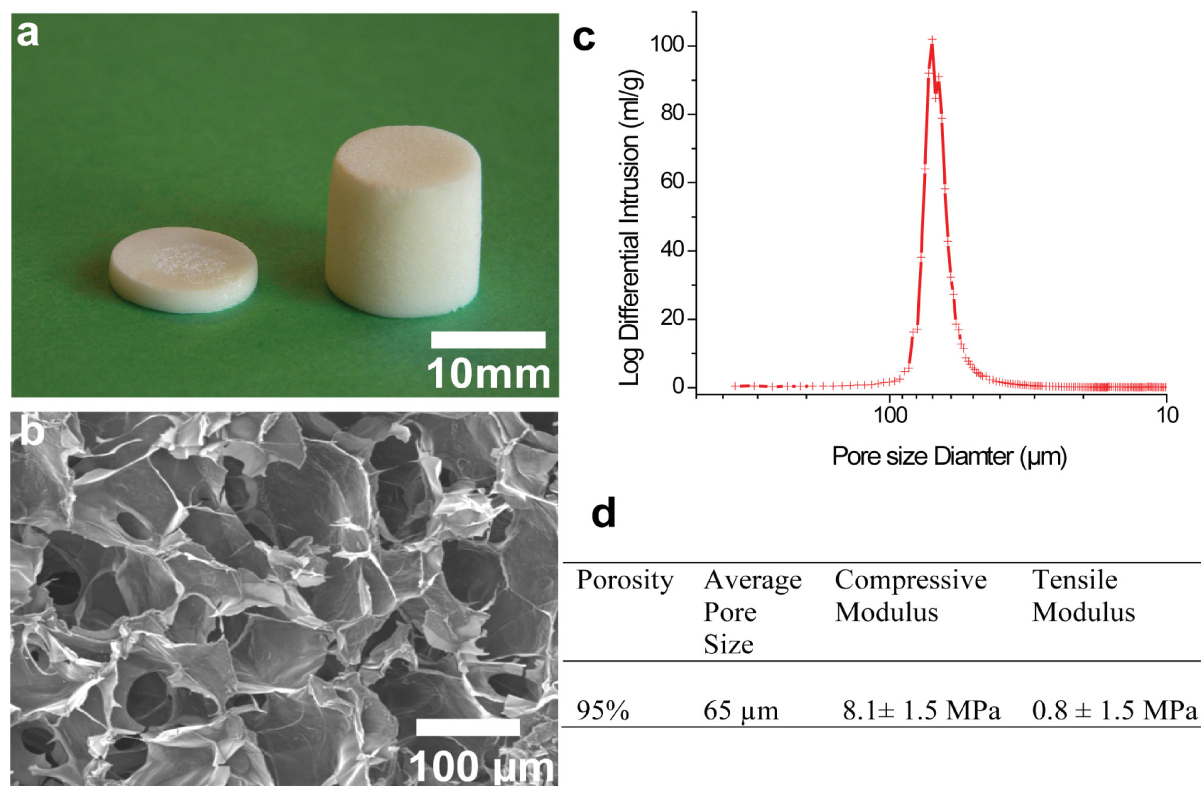 a
10mm
b
100 µm
c
Log Differential Intrusion (ml/g)
100
80
60
40
20
0
100
10
Pore size Diamter (µm)
d
Porosity Average Pore Size Compressive Modulus Tensile Modulus
95% 65 µm 8.1± 1.5 MPa 0.8 ± 1.5 MPa